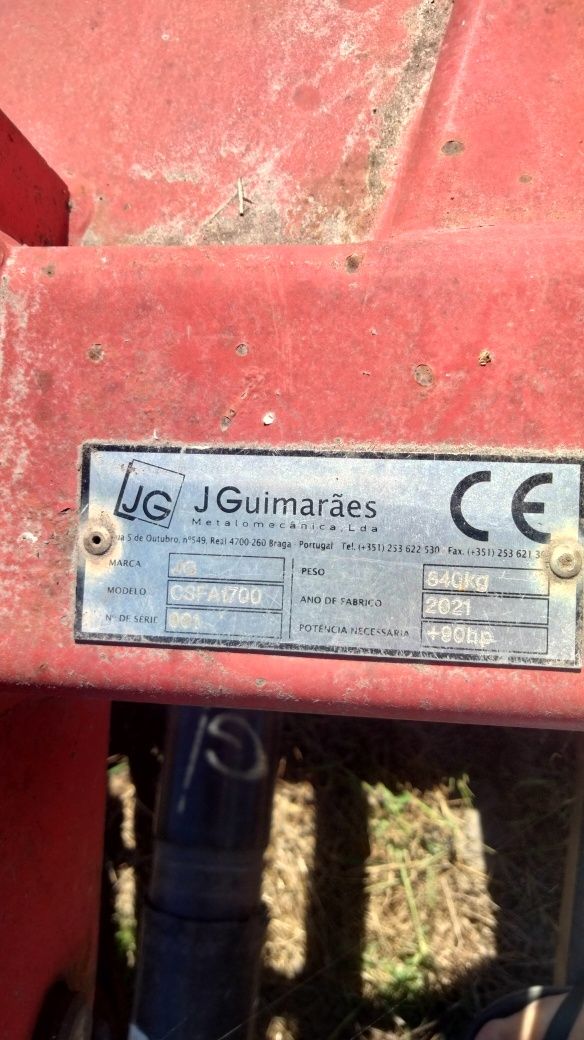 JG JGuimarães
Metalomecânica, Lda
CE
Rua 5 de Outubro, nº549, Real 4700-260 Braga Portugal Tel. (+351) 253 622 530 Fax. (+351) 253 621
MARCA JG
MODELO CSFA1700
Nº DE SÉRIE 001
PESO 640kg
ANO DE FABRICO 2021
POTÊNCIA NECESSÁRIA +90hp